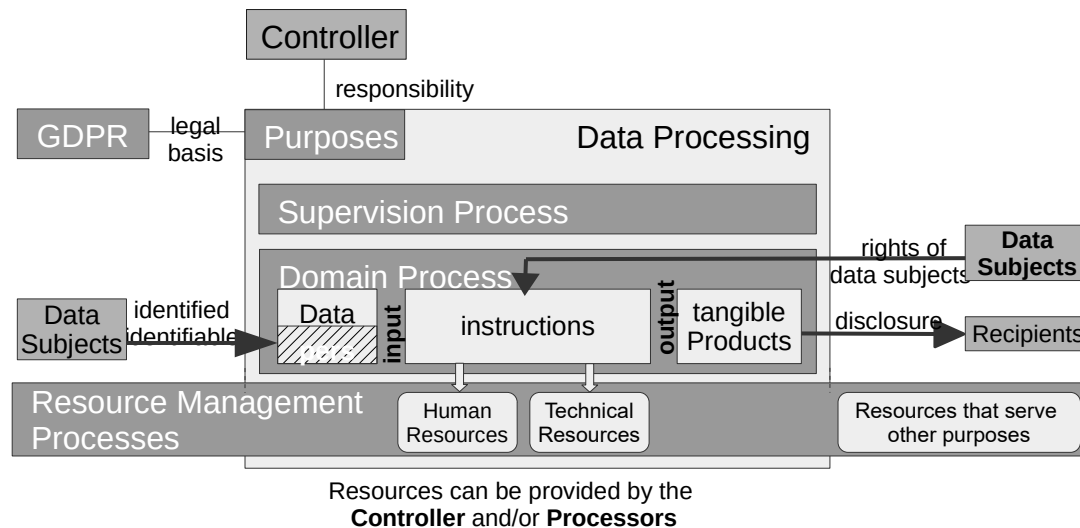 Controller
responsibility
GDPR
legal
basis
Purposes
Data Processing
Supervision Process
Domain Process
rights of
data subjects
Data
Subjects
Data
Subjects
identified
identifiable
Data
pers
input
instructions
output
tangible
Products
disclosure
Recipients
Resource Management
Processes
Human
Resources
Technical
Resources
Resources that serve
other purposes
Resources can be provided by the
Controller and/or Processors